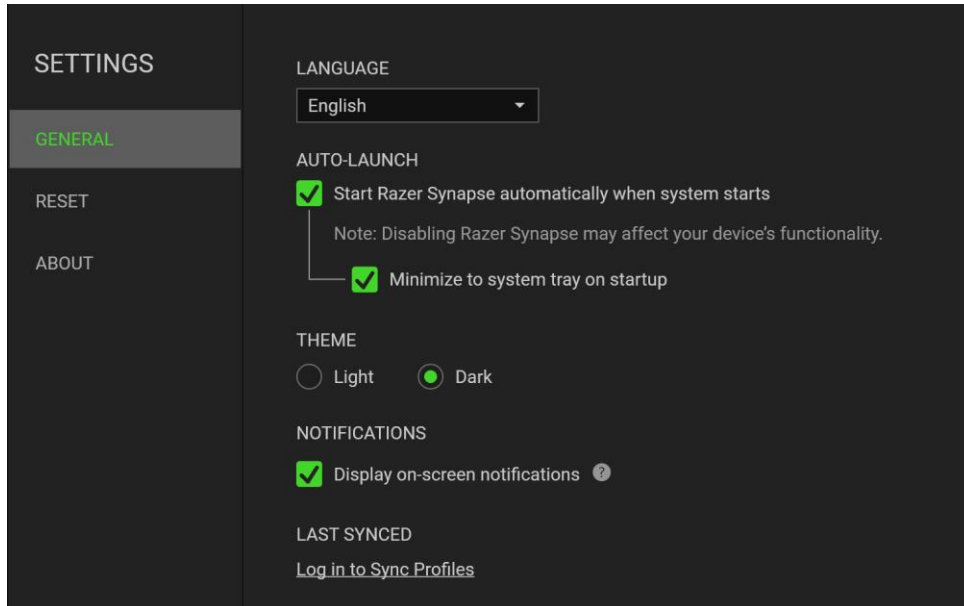 SETTINGS
GENERAL
RESET
ABOUT
LANGUAGE
English
AUTO-LAUNCH
Start Razer Synapse automatically when system starts
Note: Disabling Razer Synapse may affect your device’s functionality.
Minimize to system tray on startup
THEME
Light
Dark
NOTIFICATIONS
Display on-screen notifications ?
LAST SYNCED
Log in to Sync Profiles